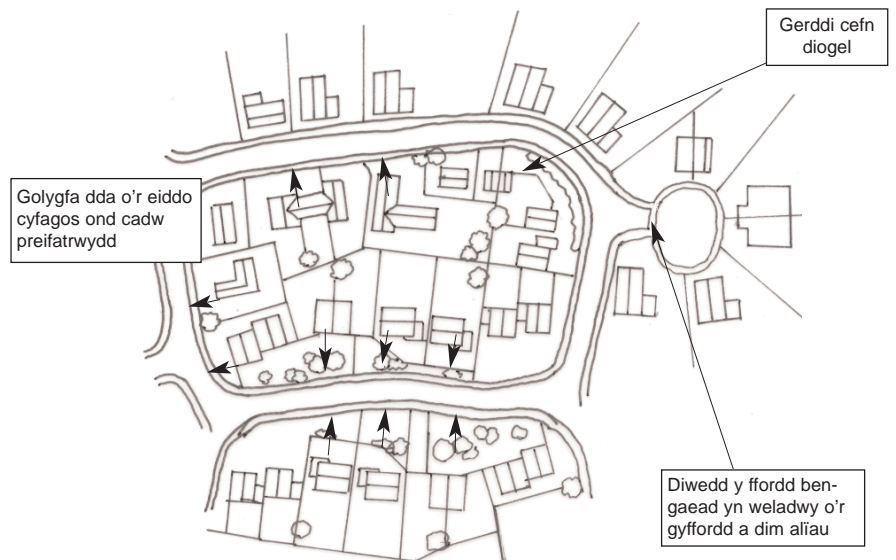 Gerddi cefn
diogel
Golygfa dda o'r eiddo
cyfagos ond cadw
preifatrwydd
Diwedd y ffordd ben-
gaead yn weladwy o'r
gyffordd a dim alïau